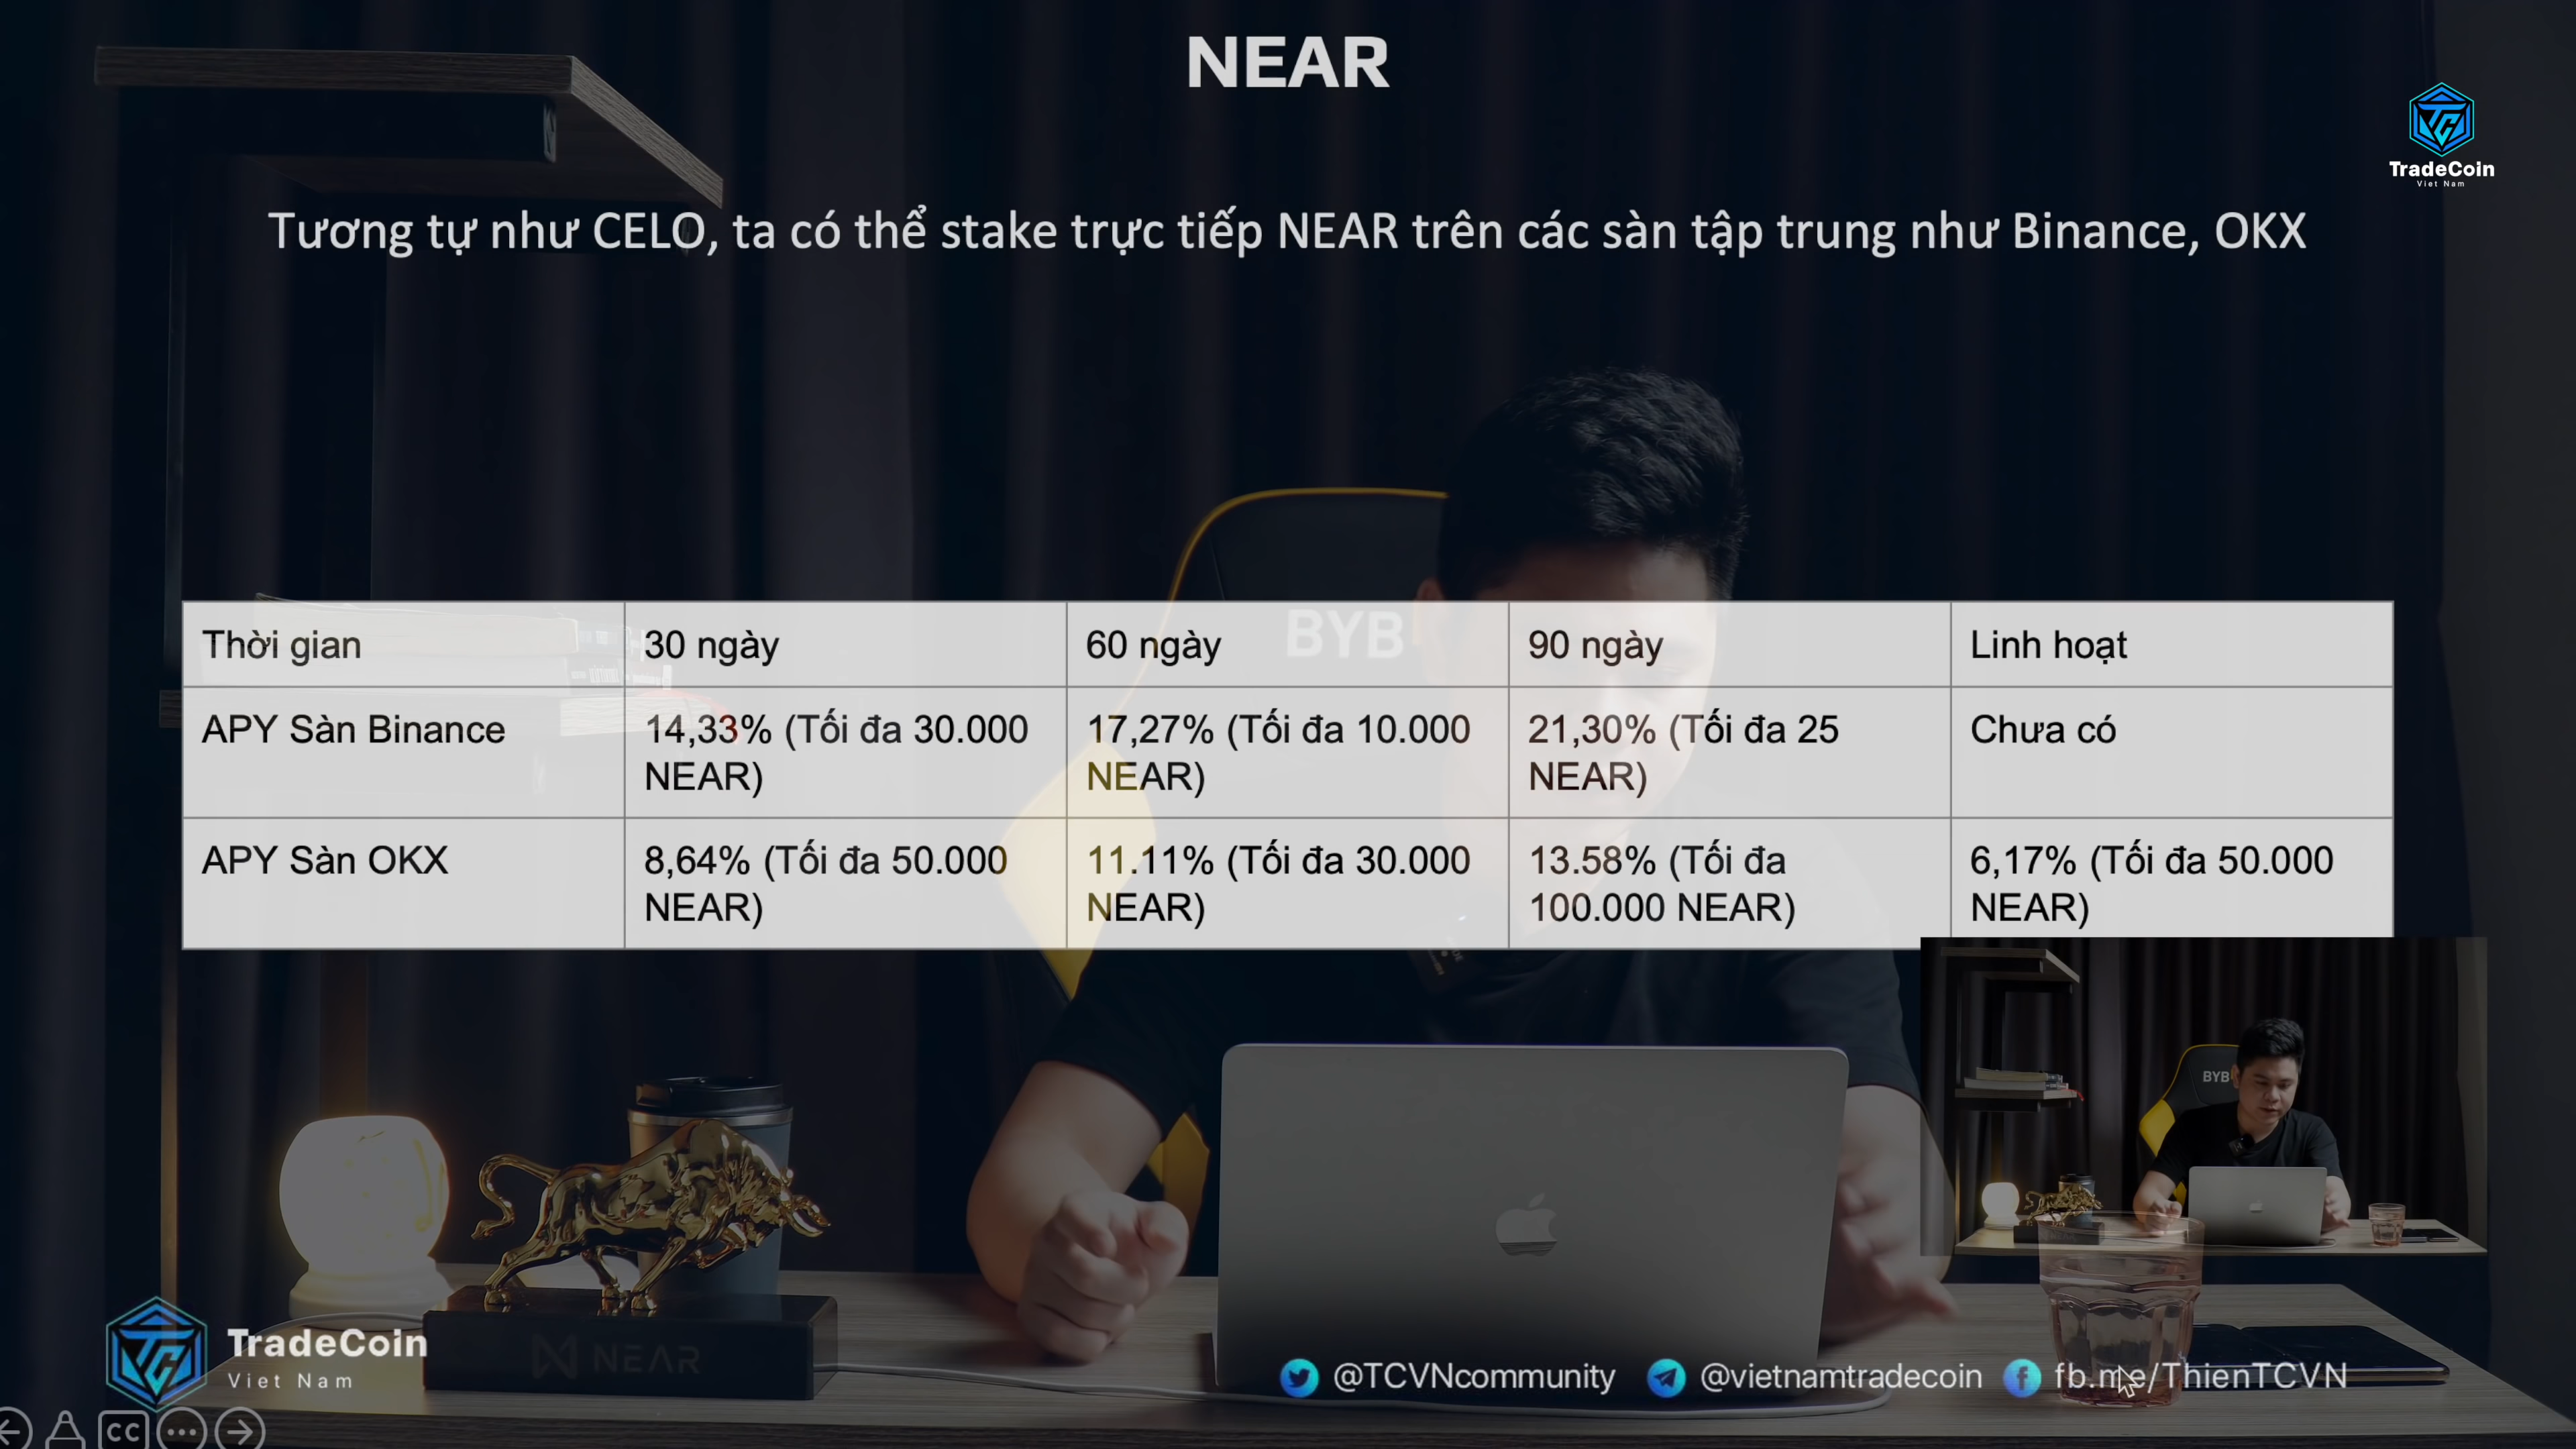 NEAR
TradeCoin
Viet Nam
Tương tự như CELO, ta có thể stake trực tiếp NEAR trên các sàn tập trung như Binance, OKX
BYB
Thời gian
30 ngày
60 ngày
90 ngày
Linh hoạt
APY Sàn Binance
14,33% (Tối đa 30.000
NEAR)
17,27% (Tối đa 10.000
NEAR)
21,30% (Tối đa 25
NEAR)
Chưa có
APY Sàn OKX
8,64% (Tối đa 50.000
NEAR)
11.11% (Tối đa 30.000
NEAR)
13.58% (Tối đa
100.000 NEAR)
6,17% (Tối đa 50.000
NEAR)
BYB
NEAR
TradeCoin
Viet Nam
@TCVNcommunity
@vietnamtradecoin
fb.me/ThienTCVN
CC